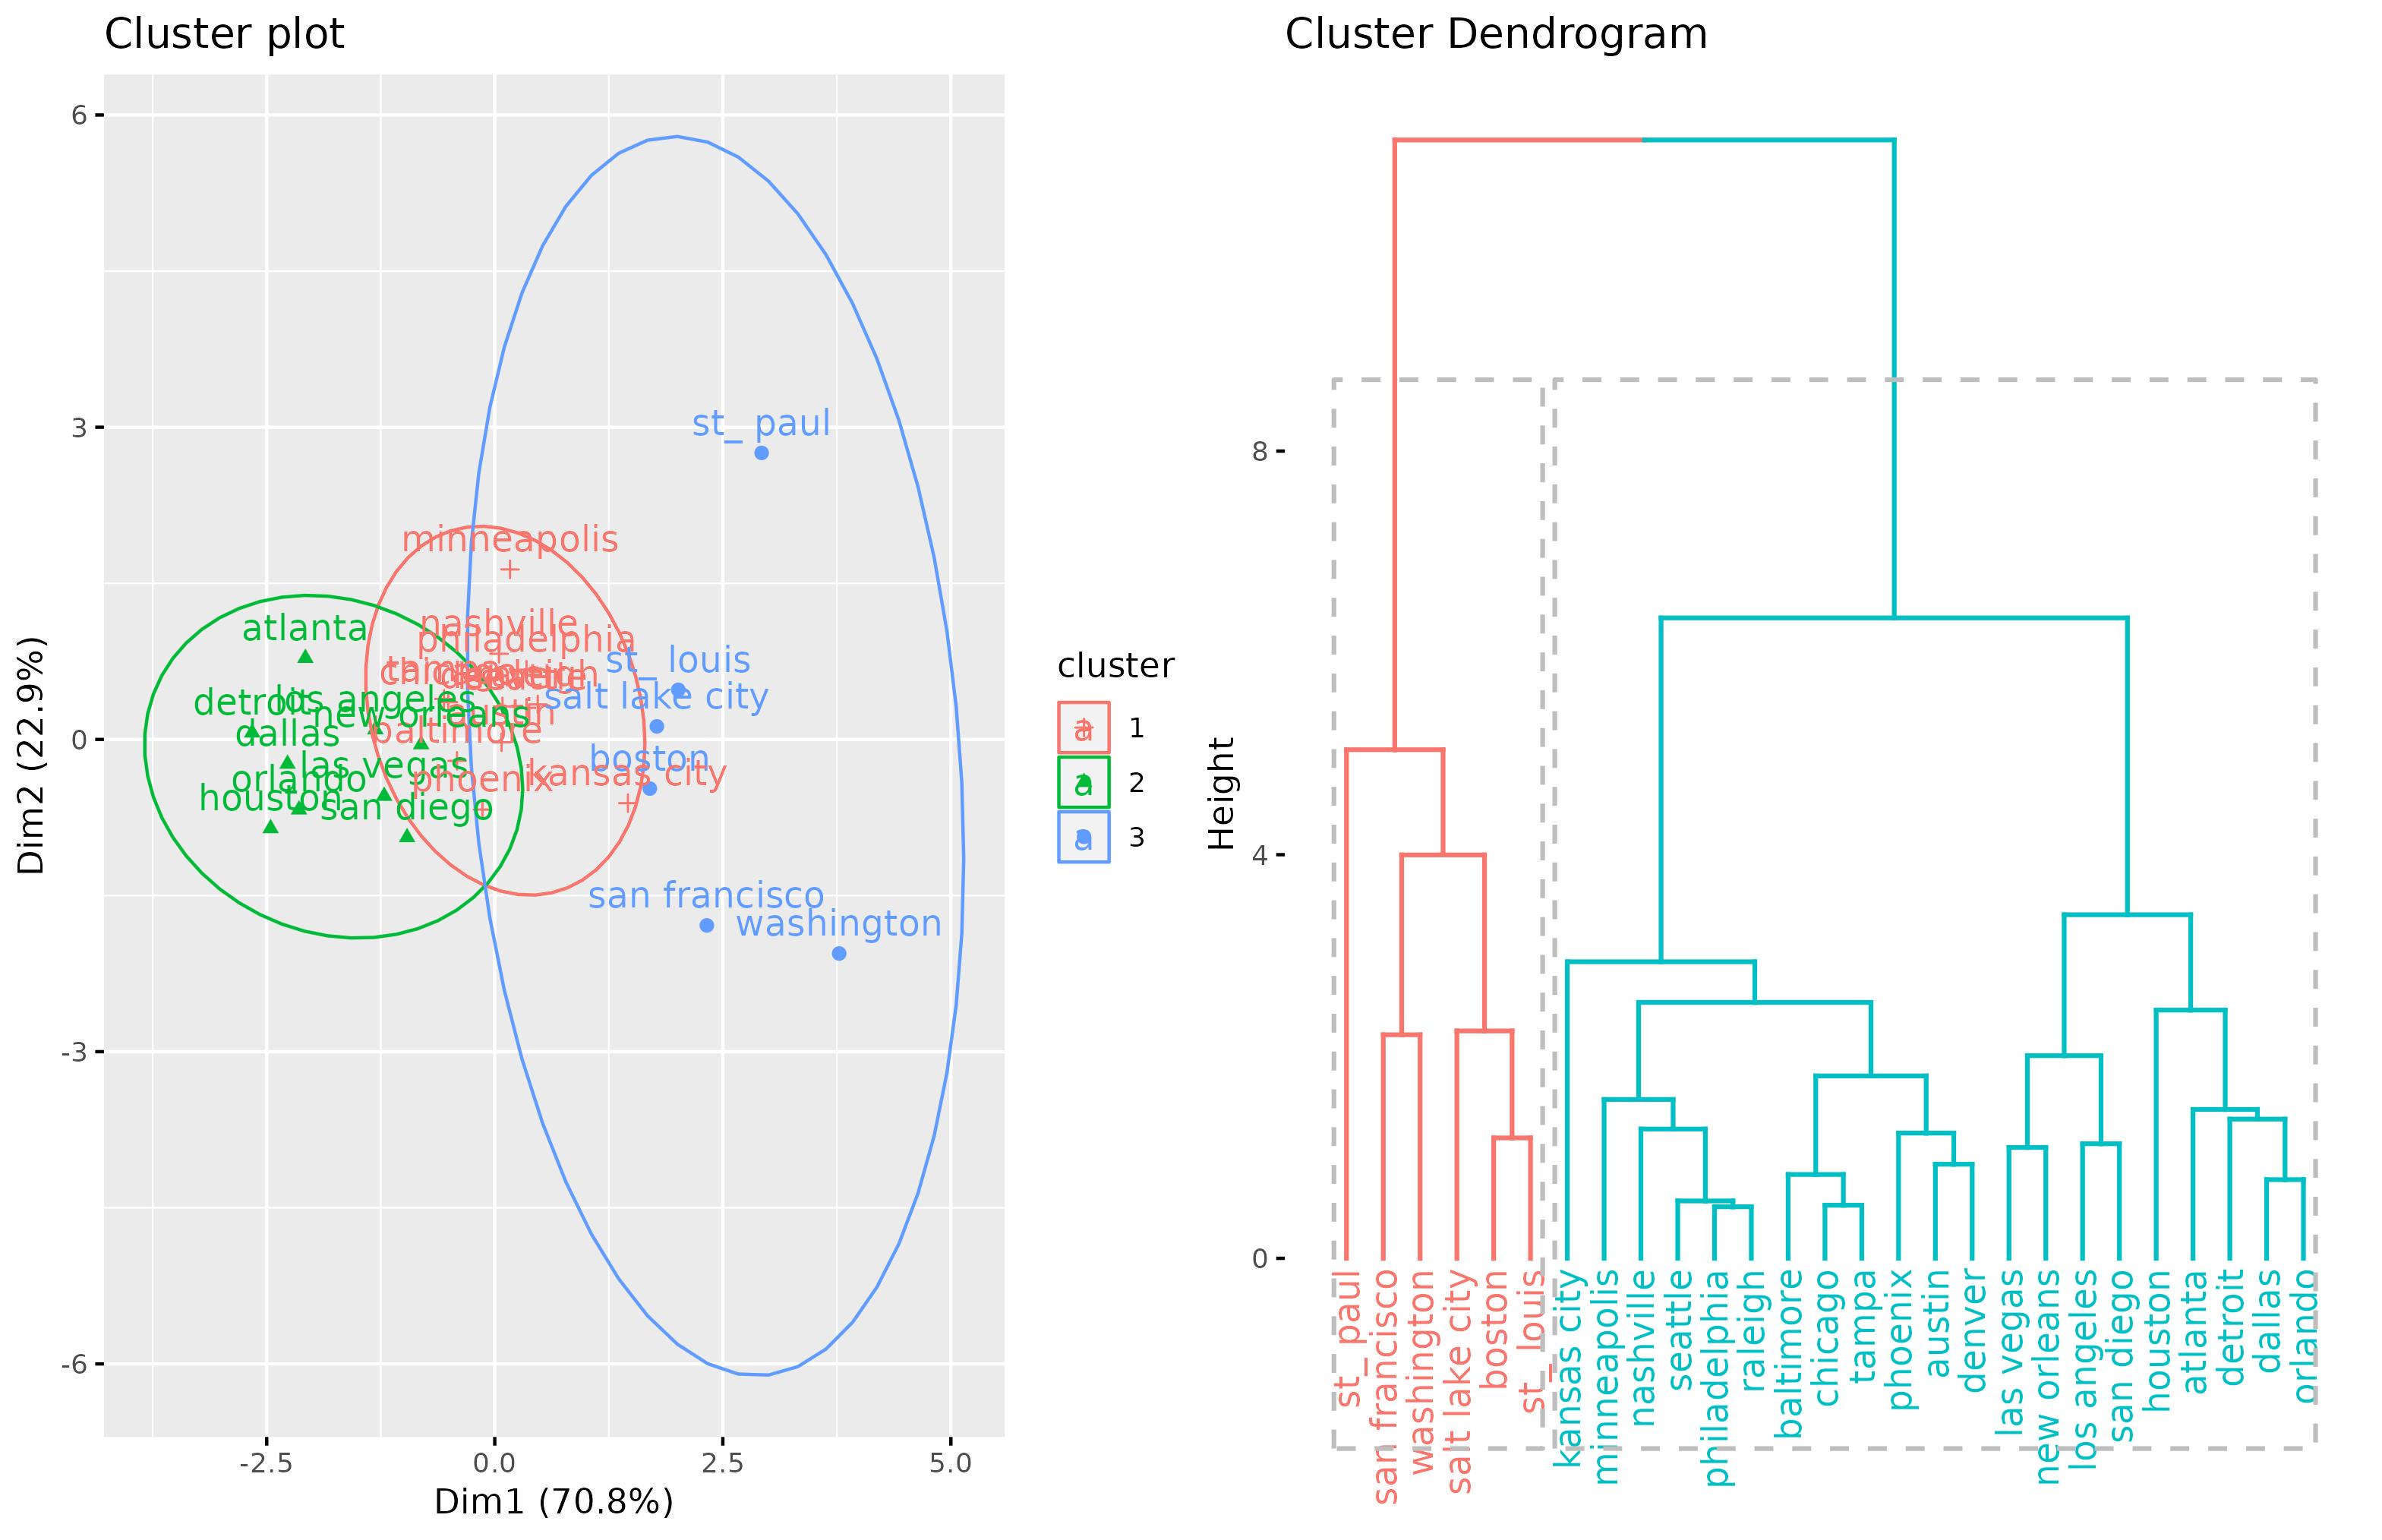 Cluster plot
6
3
0
-3
-6
Dim2 (22.9%)
st_ paul
minneapolis
nashville
philadelphia
atlanta
st_ louis
detroit
los angeles
salt lake city
new orleans
austin
dallas
baltimore
boston
las vegas
orlando
phoenix
kansas city
houston
san diego
san francisco
washington
-2.5
0.0
2.5
5.0
Dim1 (70.8%)
cluster
a 1
a 2
a 3
Cluster Dendrogram
8
4
0
Height
st_ paul
san francisco
washington
salt lake city
boston
st_ louis
kansas city
minneapolis
nashville
seattle
philadelphia
raleigh
baltimore
chicago
tampa
phoenix
austin
denver
las vegas
new orleans
los angeles
san diego
houston
atlanta
detroit
dallas
orlando